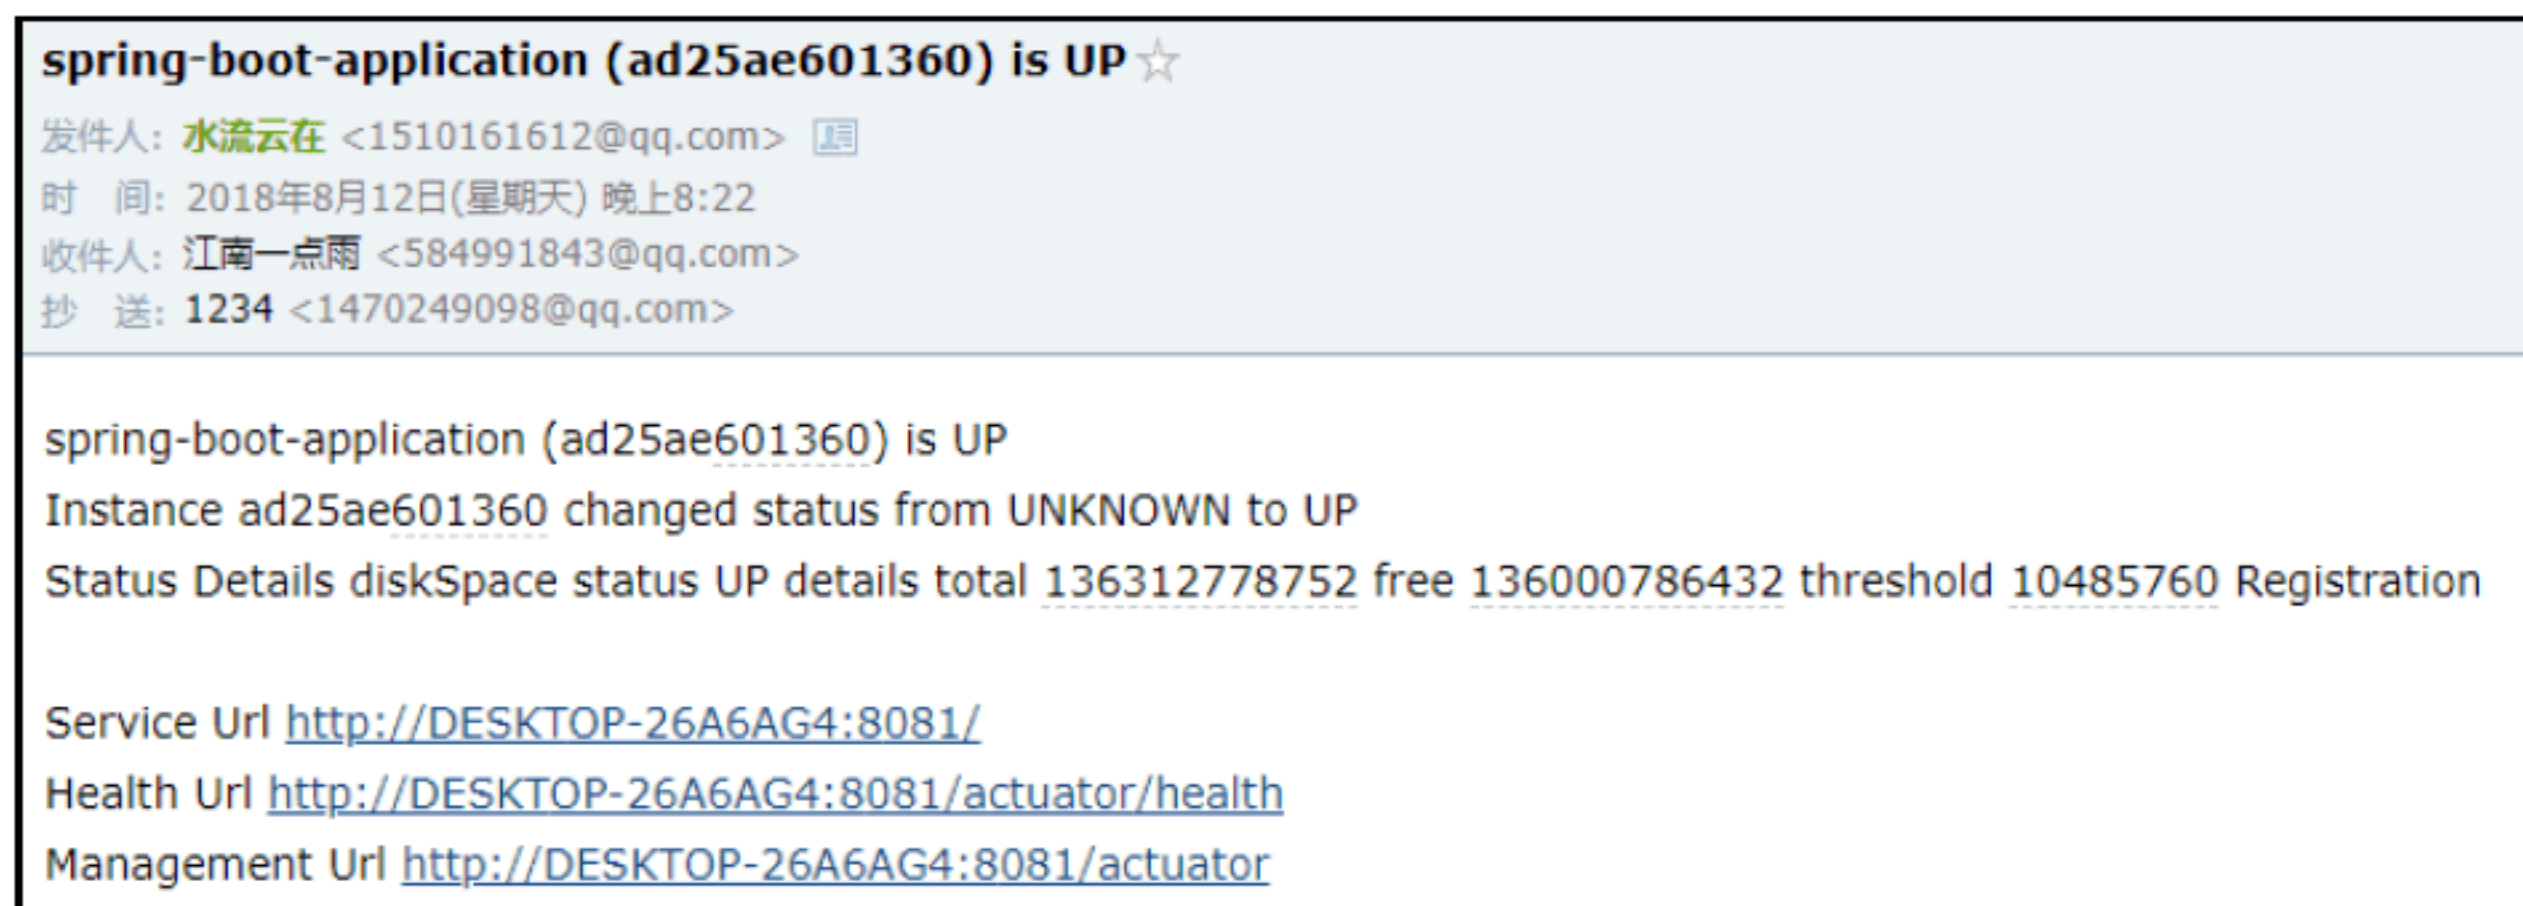 spring-boot-application (ad25ae601360) is UP
发件人: 水流云在 <1510161612@qq.com>
时 间: 2018年8月12日(星期天) 晚上8:22
收件人: 江南一点雨 <584991843@qq.com>
抄 送: 1234 <1470249098@qq.com>
spring-boot-application (ad25ae601360) is UP
Instance ad25ae601360 changed status from UNKNOWN to UP
Status Details diskSpace status UP details total 136312778752 free 136000786432 threshold 10485760 Registration
Service Url http://DESKTOP-26A6AG4:8081/
Health Url http://DESKTOP-26A6AG4:8081/actuator/health
Management Url http://DESKTOP-26A6AG4:8081/actuator